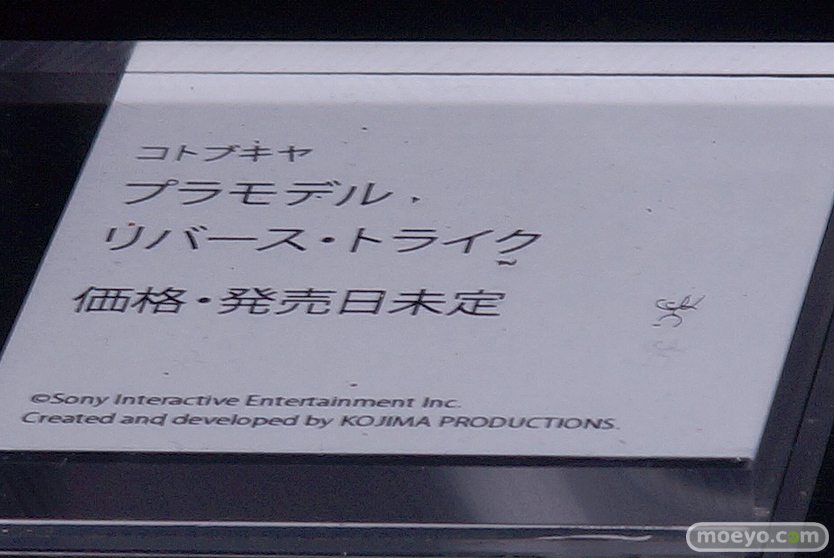 コトブキヤ
プラモデル
リバース・トライク
価格・発売日未定
©Sony Interactive Entertainment Inc.
Created and developed by KOJIMA PRODUCTIONS.
moeyo.com